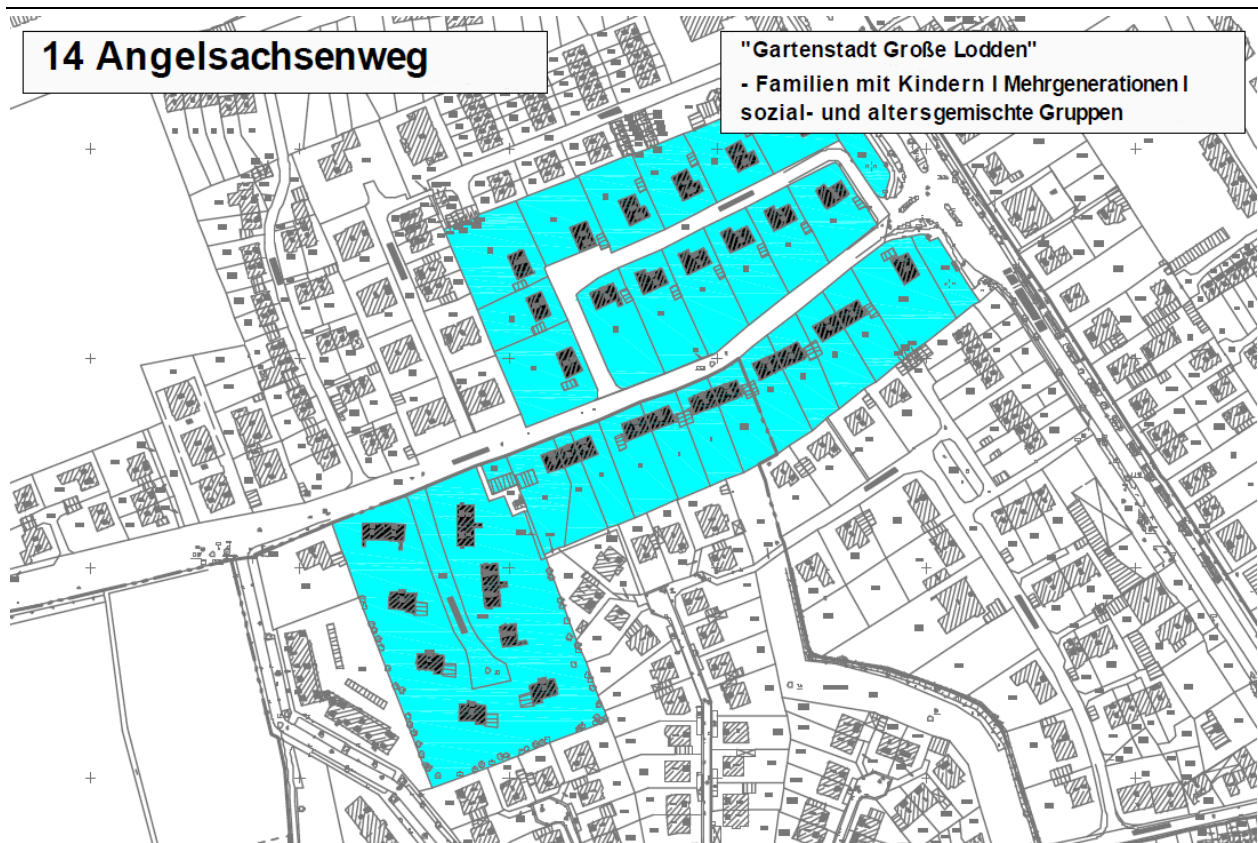 14 Angelsachsenweg
"Gartenstadt Große Lodden"
- Familien mit Kindern I Mehrgenerationen I
sozial- und altersgemischte Gruppen